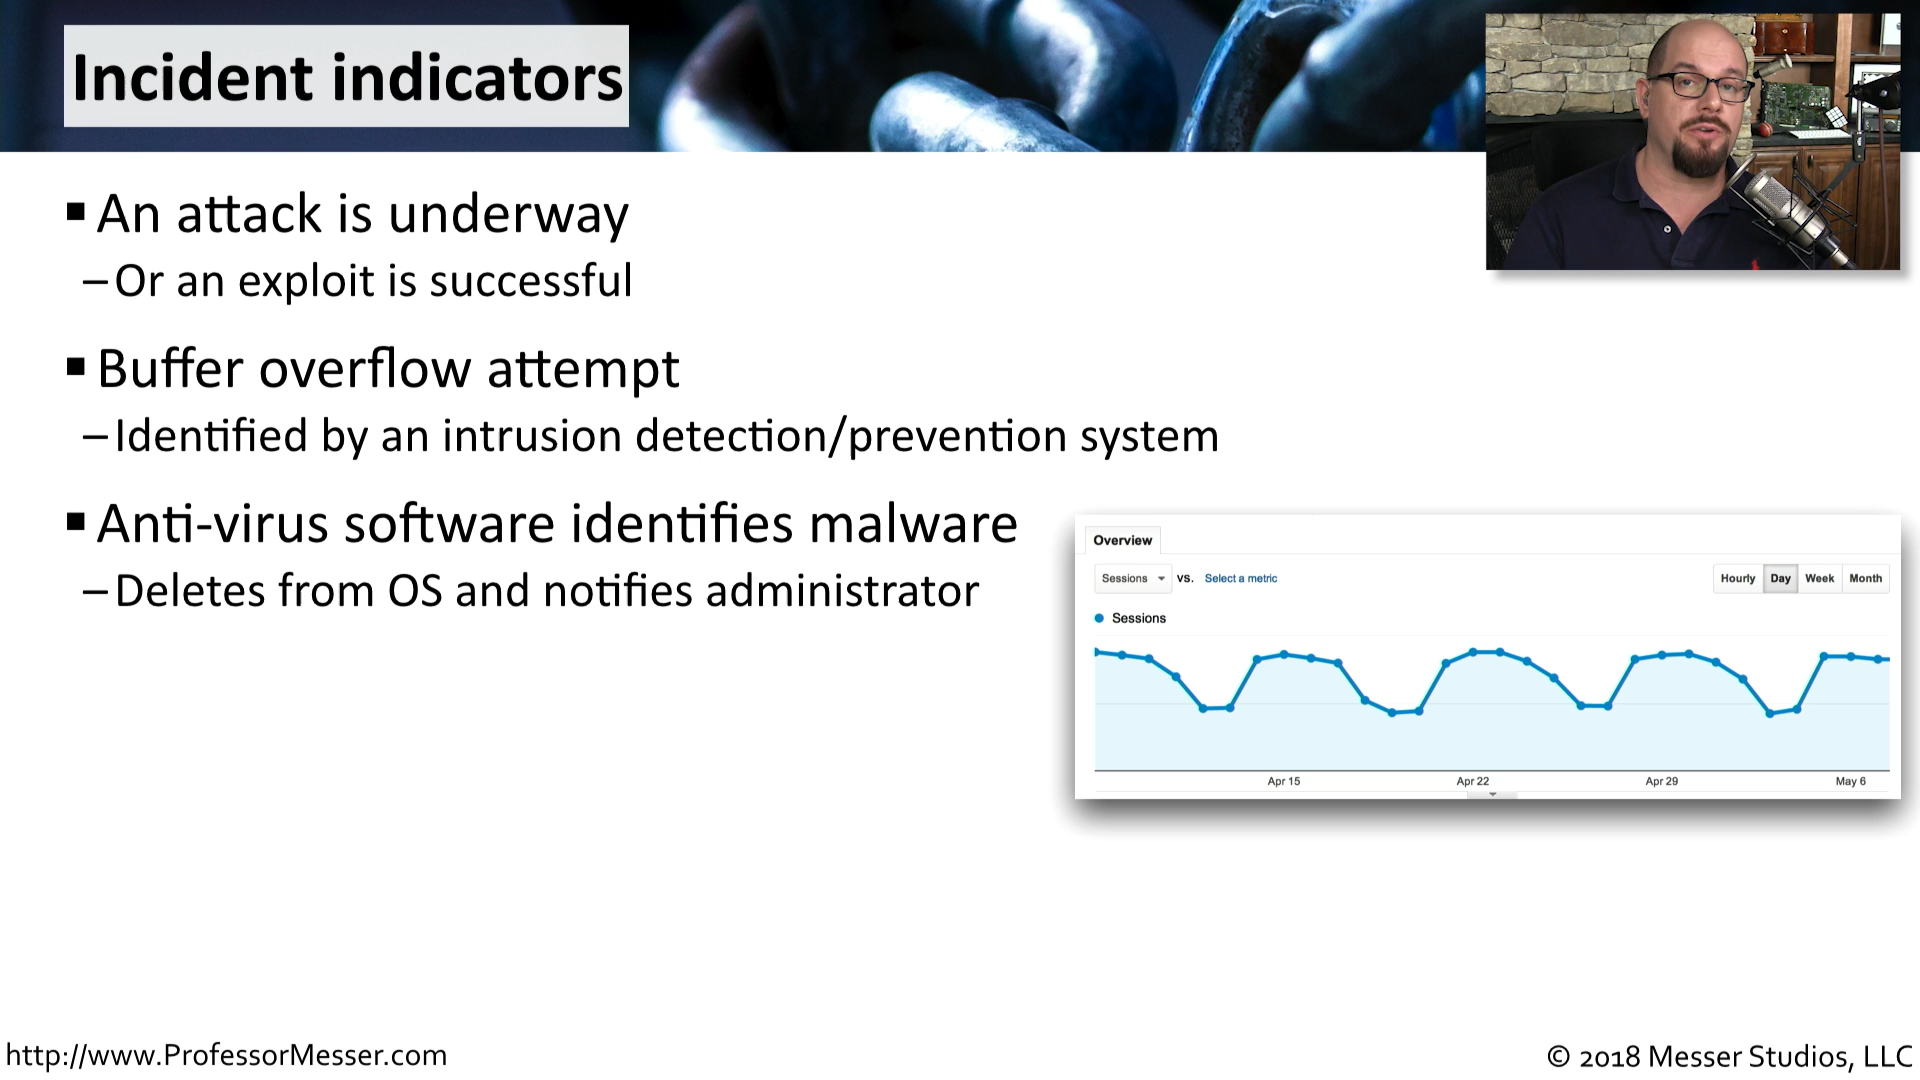 Incident indicators
▪ An attack is underway
– Or an exploit is successful
▪ Buffer overflow attempt
– Identified by an intrusion detection/prevention system
▪ Anti-virus software identifies malware
– Deletes from OS and notifies administrator
Overview
Sessions vs. Select a metric
Hourly Day Week Month
Sessions
Apr 15 Apr 22 Apr 29 May 6
http://www.ProfessorMesser.com
© 2018 Messer Studios, LLC